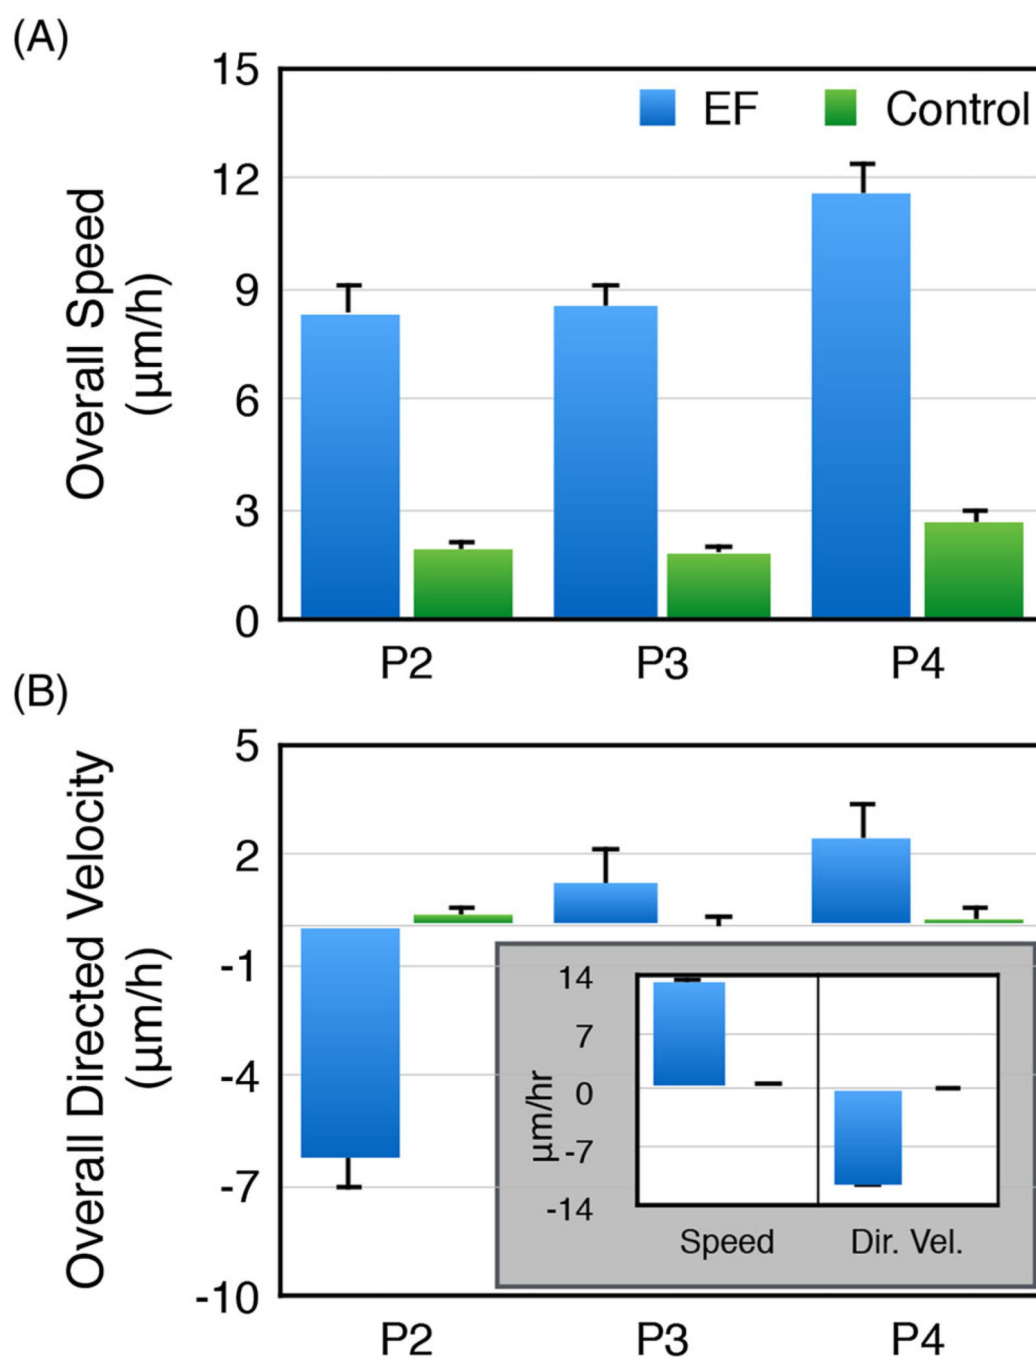 (A)
15
EF
Control
12
9
6
3
0
Overall Speed
(µm/h)
P2
P3
P4
(B)
5
2
-1
-4
-7
-10
Overall Directed Velocity
(µm/h)
14
7
0
-7
-14
µm/hr
Speed
Dir. Vel.
P2
P3
P4